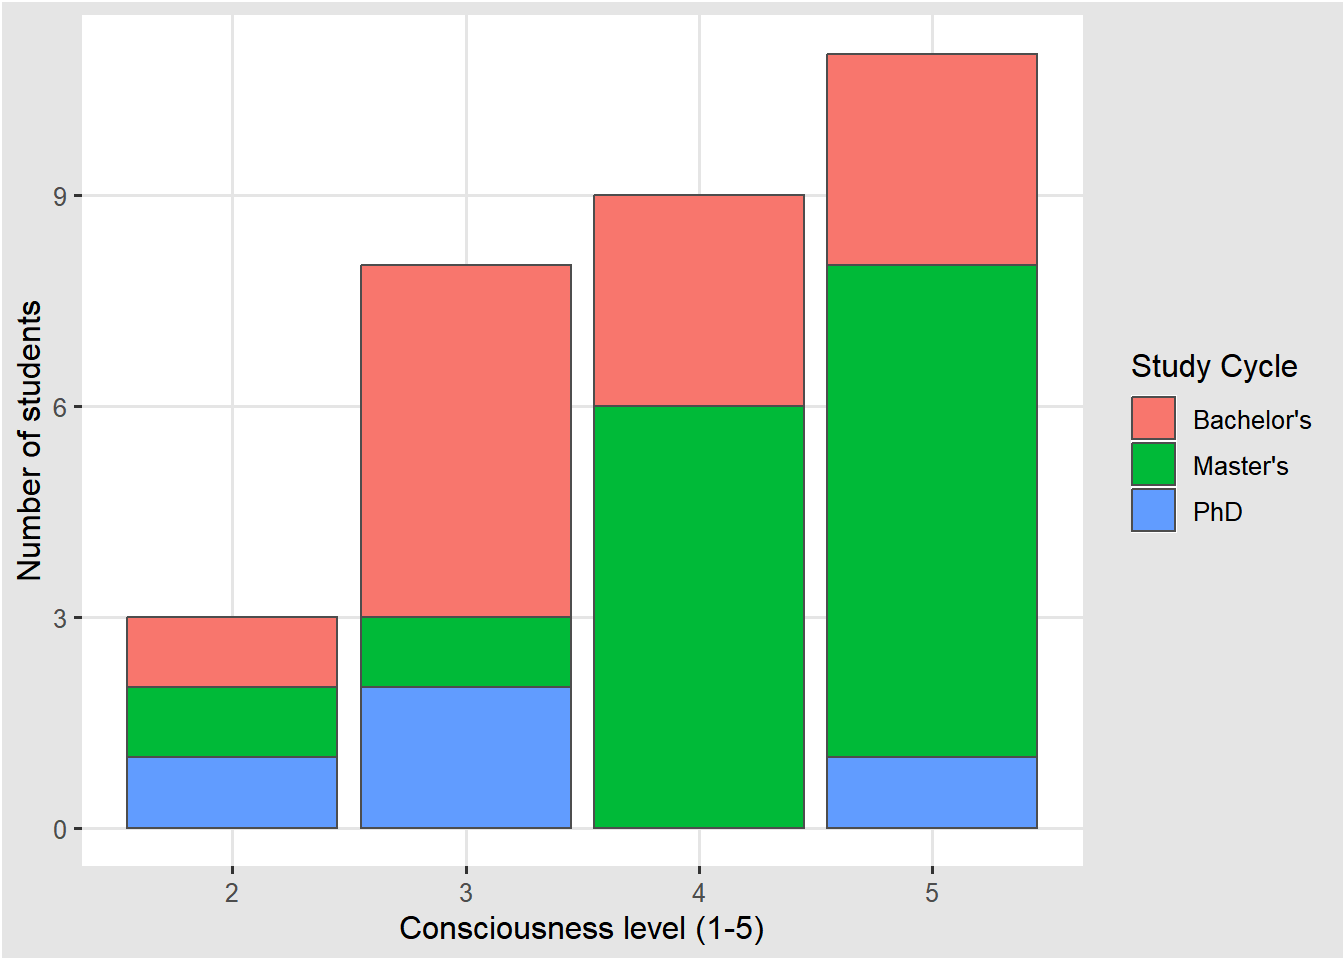 9
6
3
0
Number of students
2 3 4 5
Consciousness level (1-5)
Study Cycle
Bachelor's
Master's
PhD